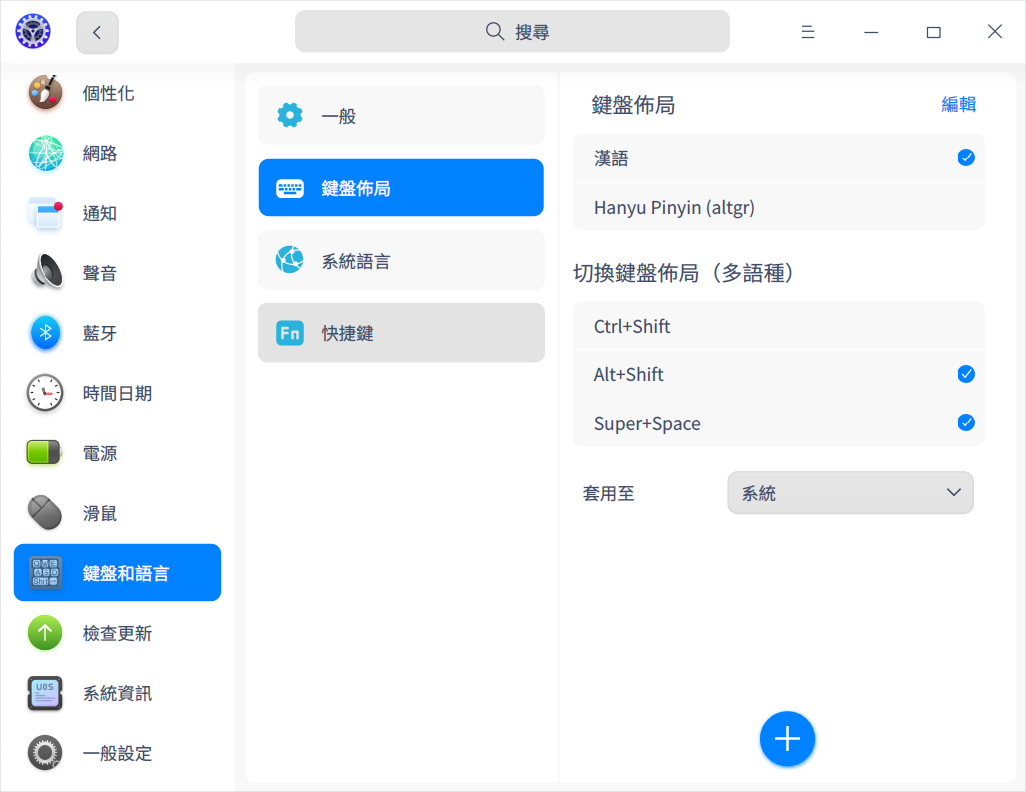 搜尋
個性化
網路
通知
聲音
藍牙
時間日期
電源
滑鼠
鍵盤和語言
檢查更新
UOS
系統資訊
一般設定
一般
鍵盤佈局
系統語言
Fn
快捷鍵
鍵盤佈局
編輯
漢語
Hanyu Pinyin (altgr)
切換鍵盤佈局（多語種）
Ctrl+Shift
Alt+Shift
Super+Space
套用至
系統